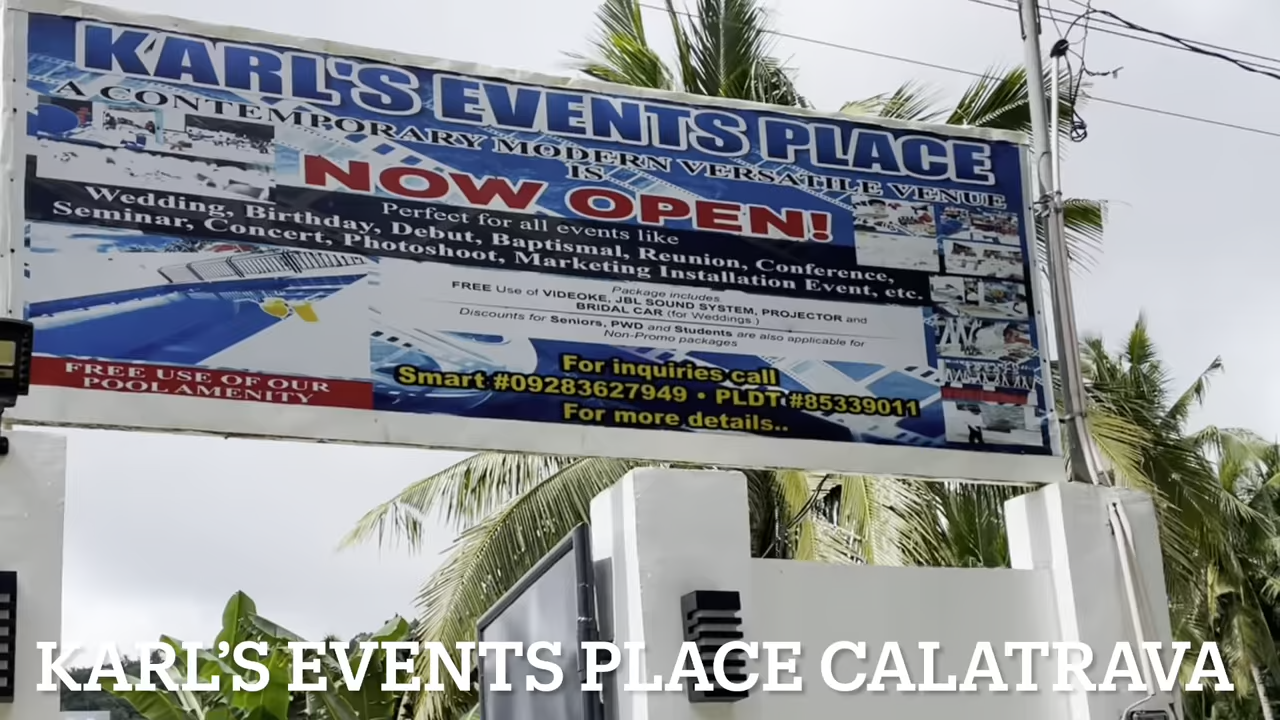 KARL'S EVENTS PLACE
A CONTEMPORARY MODERN VERSATILE VENUE
IS
NOW OPEN!
Perfect for all events like
Wedding, Birthday, Debut, Baptismal, Reunion, Conference,
Seminar, Concert, Photoshoot, Marketing Installation Event, etc.
Package includes
FREE Use of VIDEOKE, JBL SOUND SYSTEM, PROJECTOR and
BRIDAL CAR (for Weddings.)
Discounts for Seniors, PWD and Students are also applicable for
Non-Promo packages
FREE USE OF OUR
POOL AMENITY
For inquiries call
Smart #09283627949 • PLDT #85339011
For more details..
KARL'S EVENTS PLACE CALATRAVA